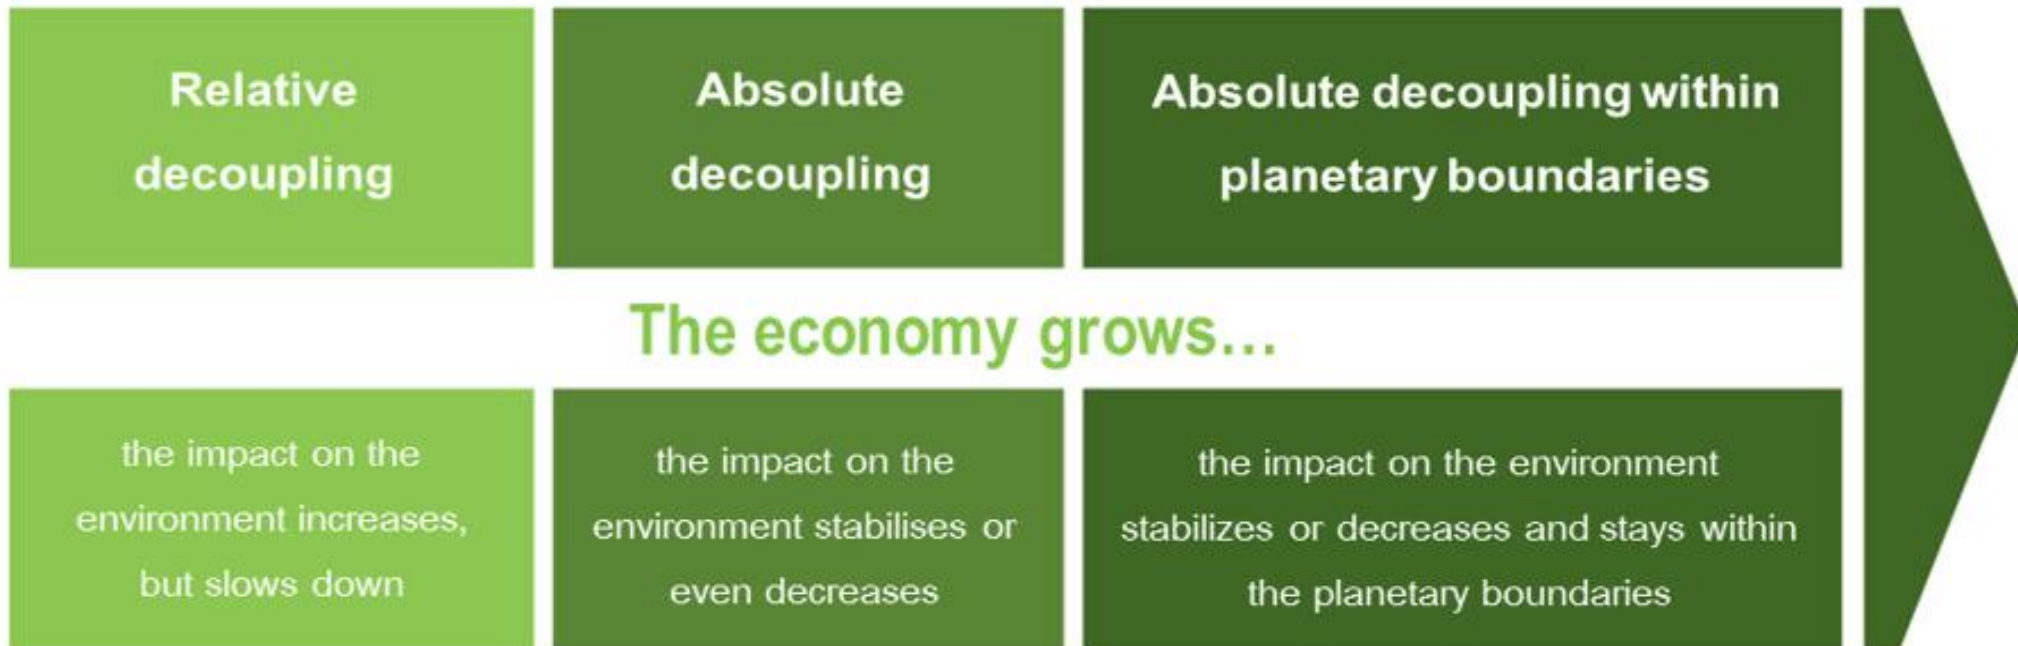 Relative
decoupling
Absolute
decoupling
Absolute decoupling within
planetary boundaries
The economy grows…
the impact on the
environment increases,
but slows down
the impact on the
environment stabilises or
even decreases
the impact on the environment
stabilizes or decreases and stays within
the planetary boundaries